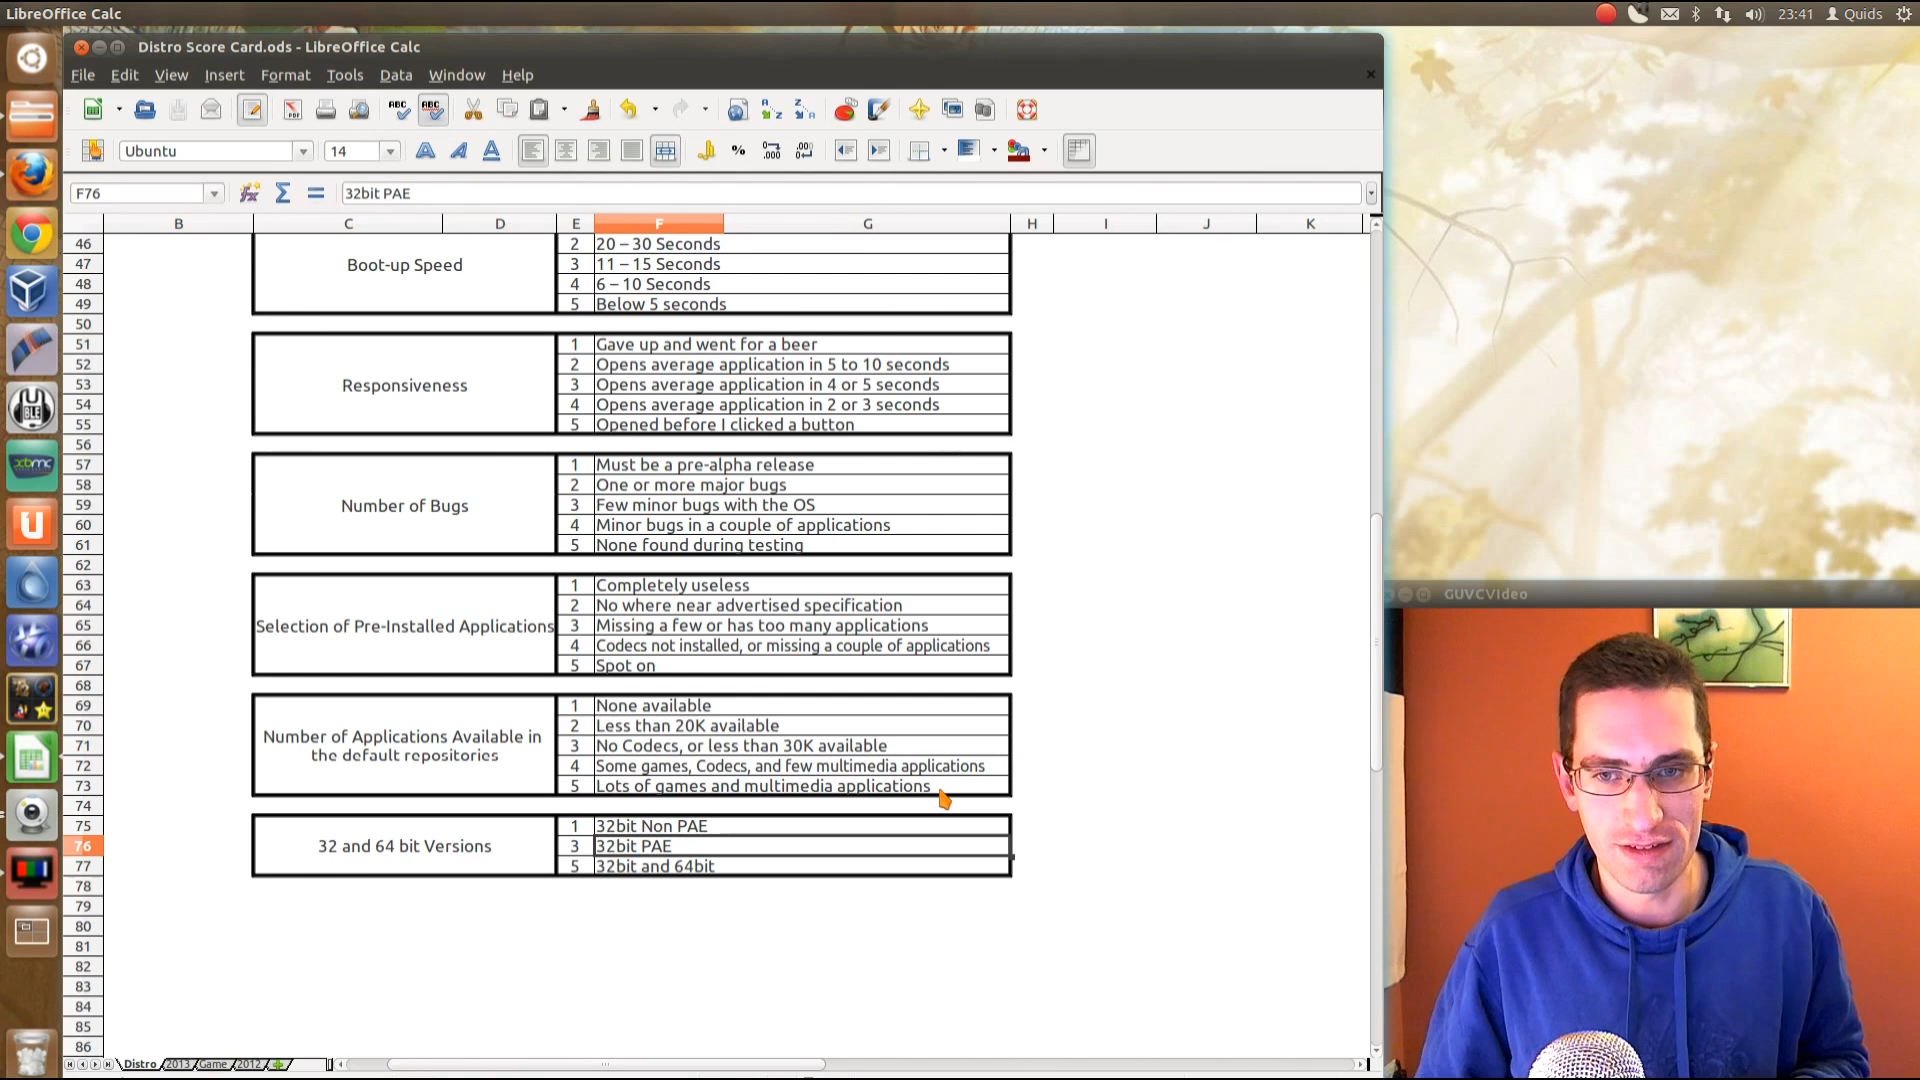 LibreOffice Calc
23:41 Quids
Distro Score Card.ods - LibreOffice Calc
File Edit View Insert Format Tools Data Window Help
Ubuntu 14
F76 32bit PAE
B C D E F G H I J K
46 2 20 – 30 Seconds
47 Boot-up Speed 3 11 – 15 Seconds
48 4 6 – 10 Seconds
49 5 Below 5 seconds
50
51 1 Gave up and went for a beer
52 2 Opens average application in 5 to 10 seconds
53 Responsiveness 3 Opens average application in 4 or 5 seconds
54 4 Opens average application in 2 or 3 seconds
55 5 Opened before I clicked a button
56
57 1 Must be a pre-alpha release
58 2 One or more major bugs
59 Number of Bugs 3 Few minor bugs with the OS
60 4 Minor bugs in a couple of applications
61 5 None found during testing
62
63 1 Completely useless
64 2 No where near advertised specification
65 Selection of Pre-Installed Applications 3 Missing a few or has too many applications
66 4 Codecs not installed, or missing a couple of applications
67 5 Spot on
68
69 1 None available
70 2 Less than 20K available
71 Number of Applications Available in the default repositories 3 No Codecs, or less than 30K available
72 4 Some games, Codecs, and few multimedia applications
73 5 Lots of games and multimedia applications
74
75 1 32bit Non PAE
76 32 and 64 bit Versions 3 32bit PAE
77 5 32bit and 64bit
78
79
80
81
82
83
84
85
86
Distro 2013 Game 2012
GUVCVideo